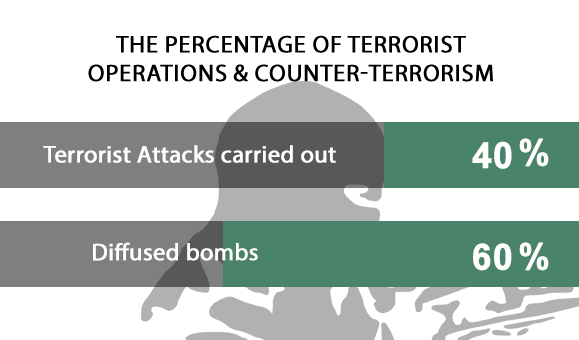 THE PERCENTAGE OF TERRORIST
OPERATIONS & COUNTER-TERRORISM
Terrorist Attacks carried out 40 %
Diffused bombs 60 %